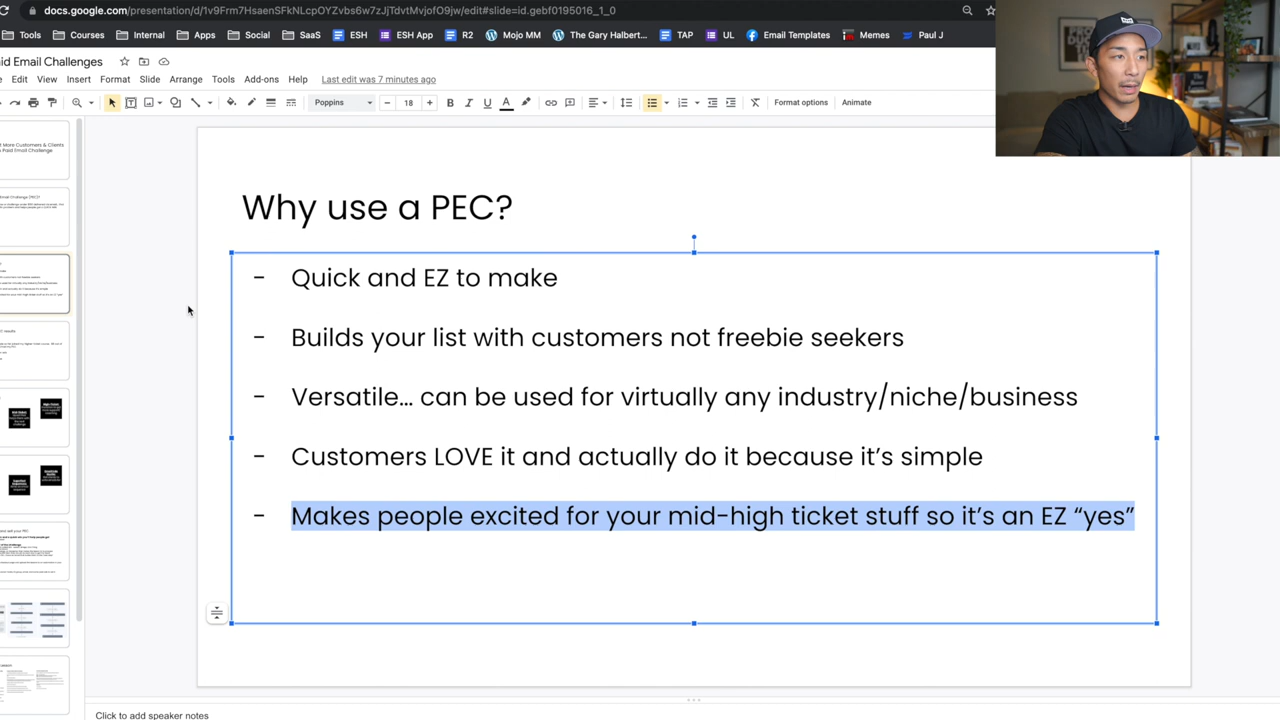 docs.google.com/presentation/d/1v9Frm7HsaenSFkNLcpOYZvbs6w7zJjTdvtMvjofO9jw/edit#slide=id.gebf0195016_1_0
Tools Courses Internal Apps Social SaaS ESH ESH App R2 Mojo MM The Gary Halbert... TAP UL Email Templates Memes Paul J
id Email Challenges
Edit View Insert Format Slide Arrange Tools Add-ons Help Last edit was 7 minutes ago
Poppins 18 B I U A Format options Animate
Why use a PEC?
- Quick and EZ to make
- Builds your list with customers not freebie seekers
- Versatile... can be used for virtually any industry/niche/business
- Customers LOVE it and actually do it because it’s simple
- Makes people excited for your mid-high ticket stuff so it’s an EZ “yes”
Click to add speaker notes